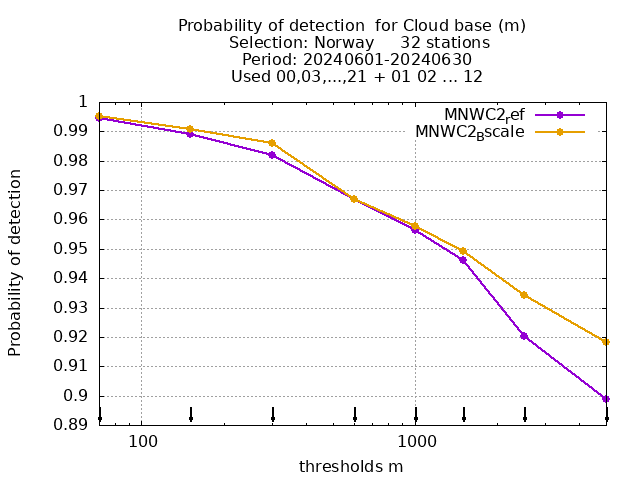 Probability of detection  for Cloud base (m)
Selection: Norway     32 stations
Period: 20240601-20240630
Used 00,03,...,21 + 01 02 ... 12
MNWC2ref
MNWC2Bscale
Probability of detection
1
0.99
0.98
0.97
0.96
0.95
0.94
0.93
0.92
0.91
0.9
0.89
100
1000
thresholds m